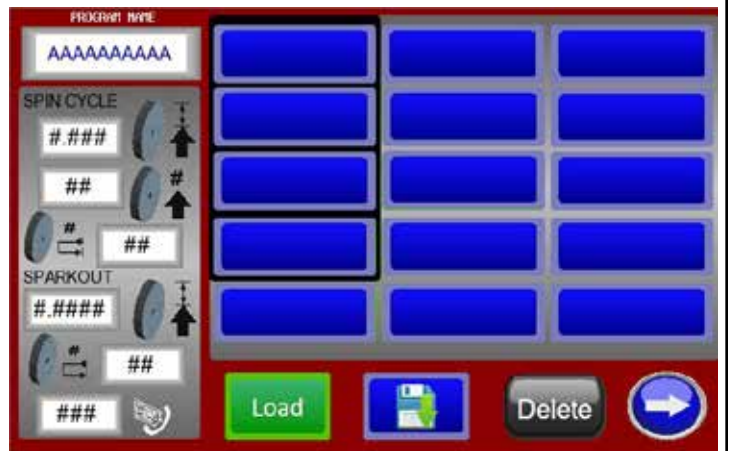 PROGRAM NAME
AAAAAAAAAA
SPIN CYCLE
#.###
##
#
#
##
SPARKOUT
#.####
#
##
###
Load
Delete